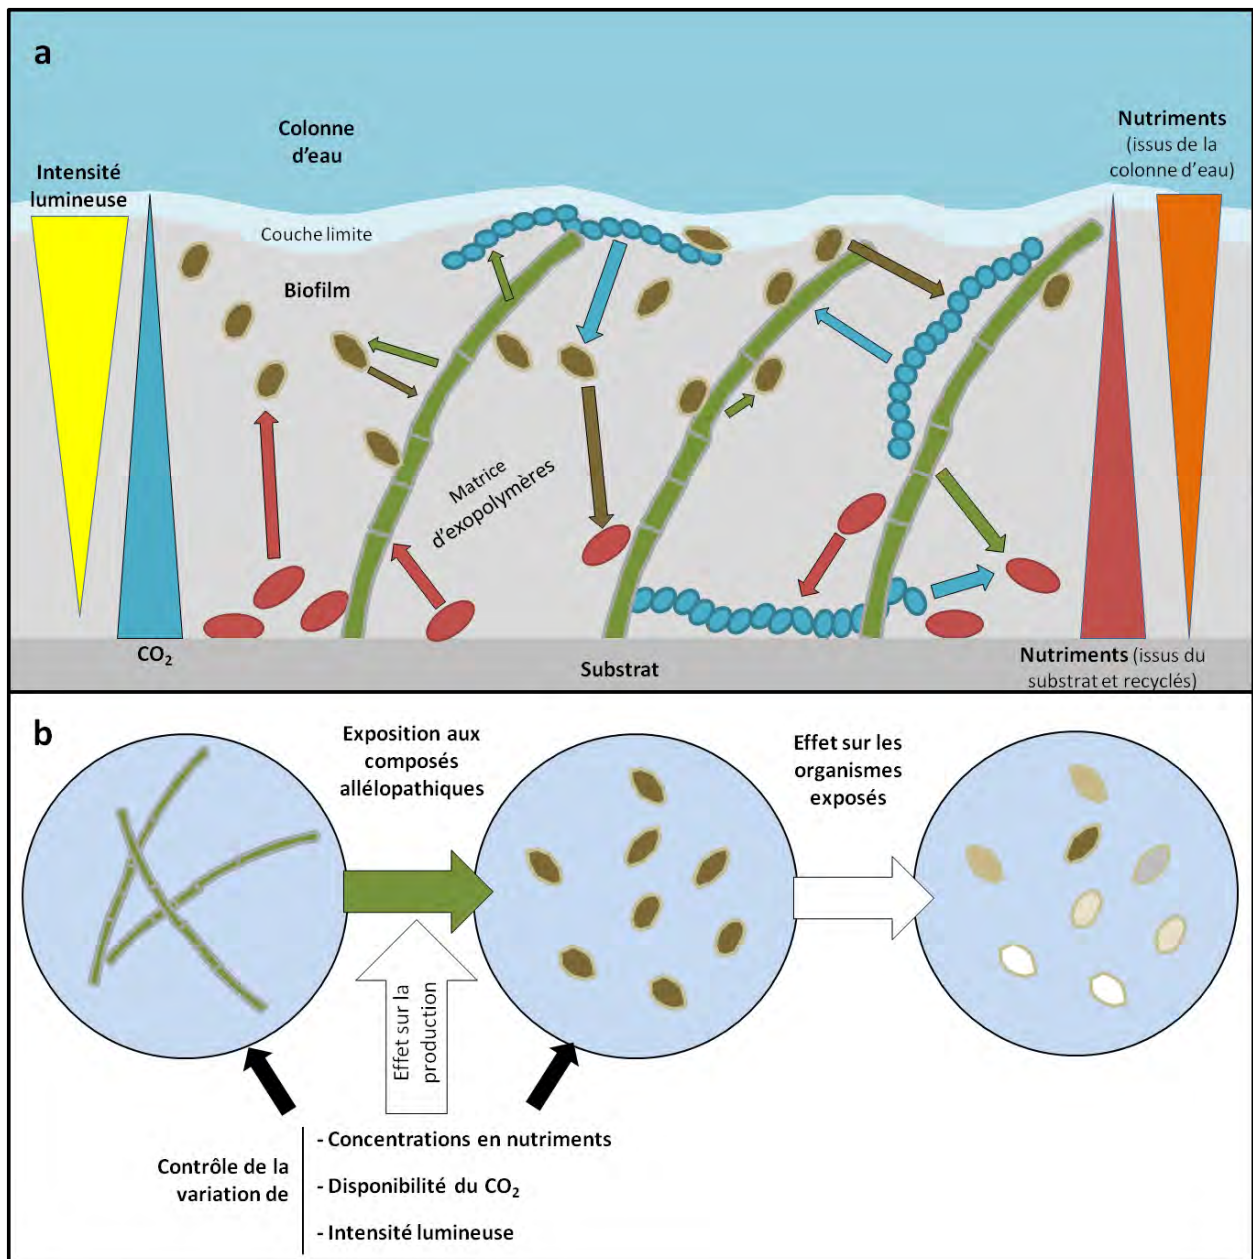 a
Colonne
d'eau
Intensité
lumineuse
Nutriments
(issus de la
colonne d'eau)
Couche limite
Biofilm
Matrice
d'exopolymères
CO₂
Substrat
Nutriments (issus du
substrat et recyclés)
b
Exposition aux
composés
allélopathiques
Effet sur les
organismes
exposés
Effet sur la
production
Contrôle de la
variation de
- Concentrations en nutriments
- Disponibilité du CO₂
- Intensité lumineuse